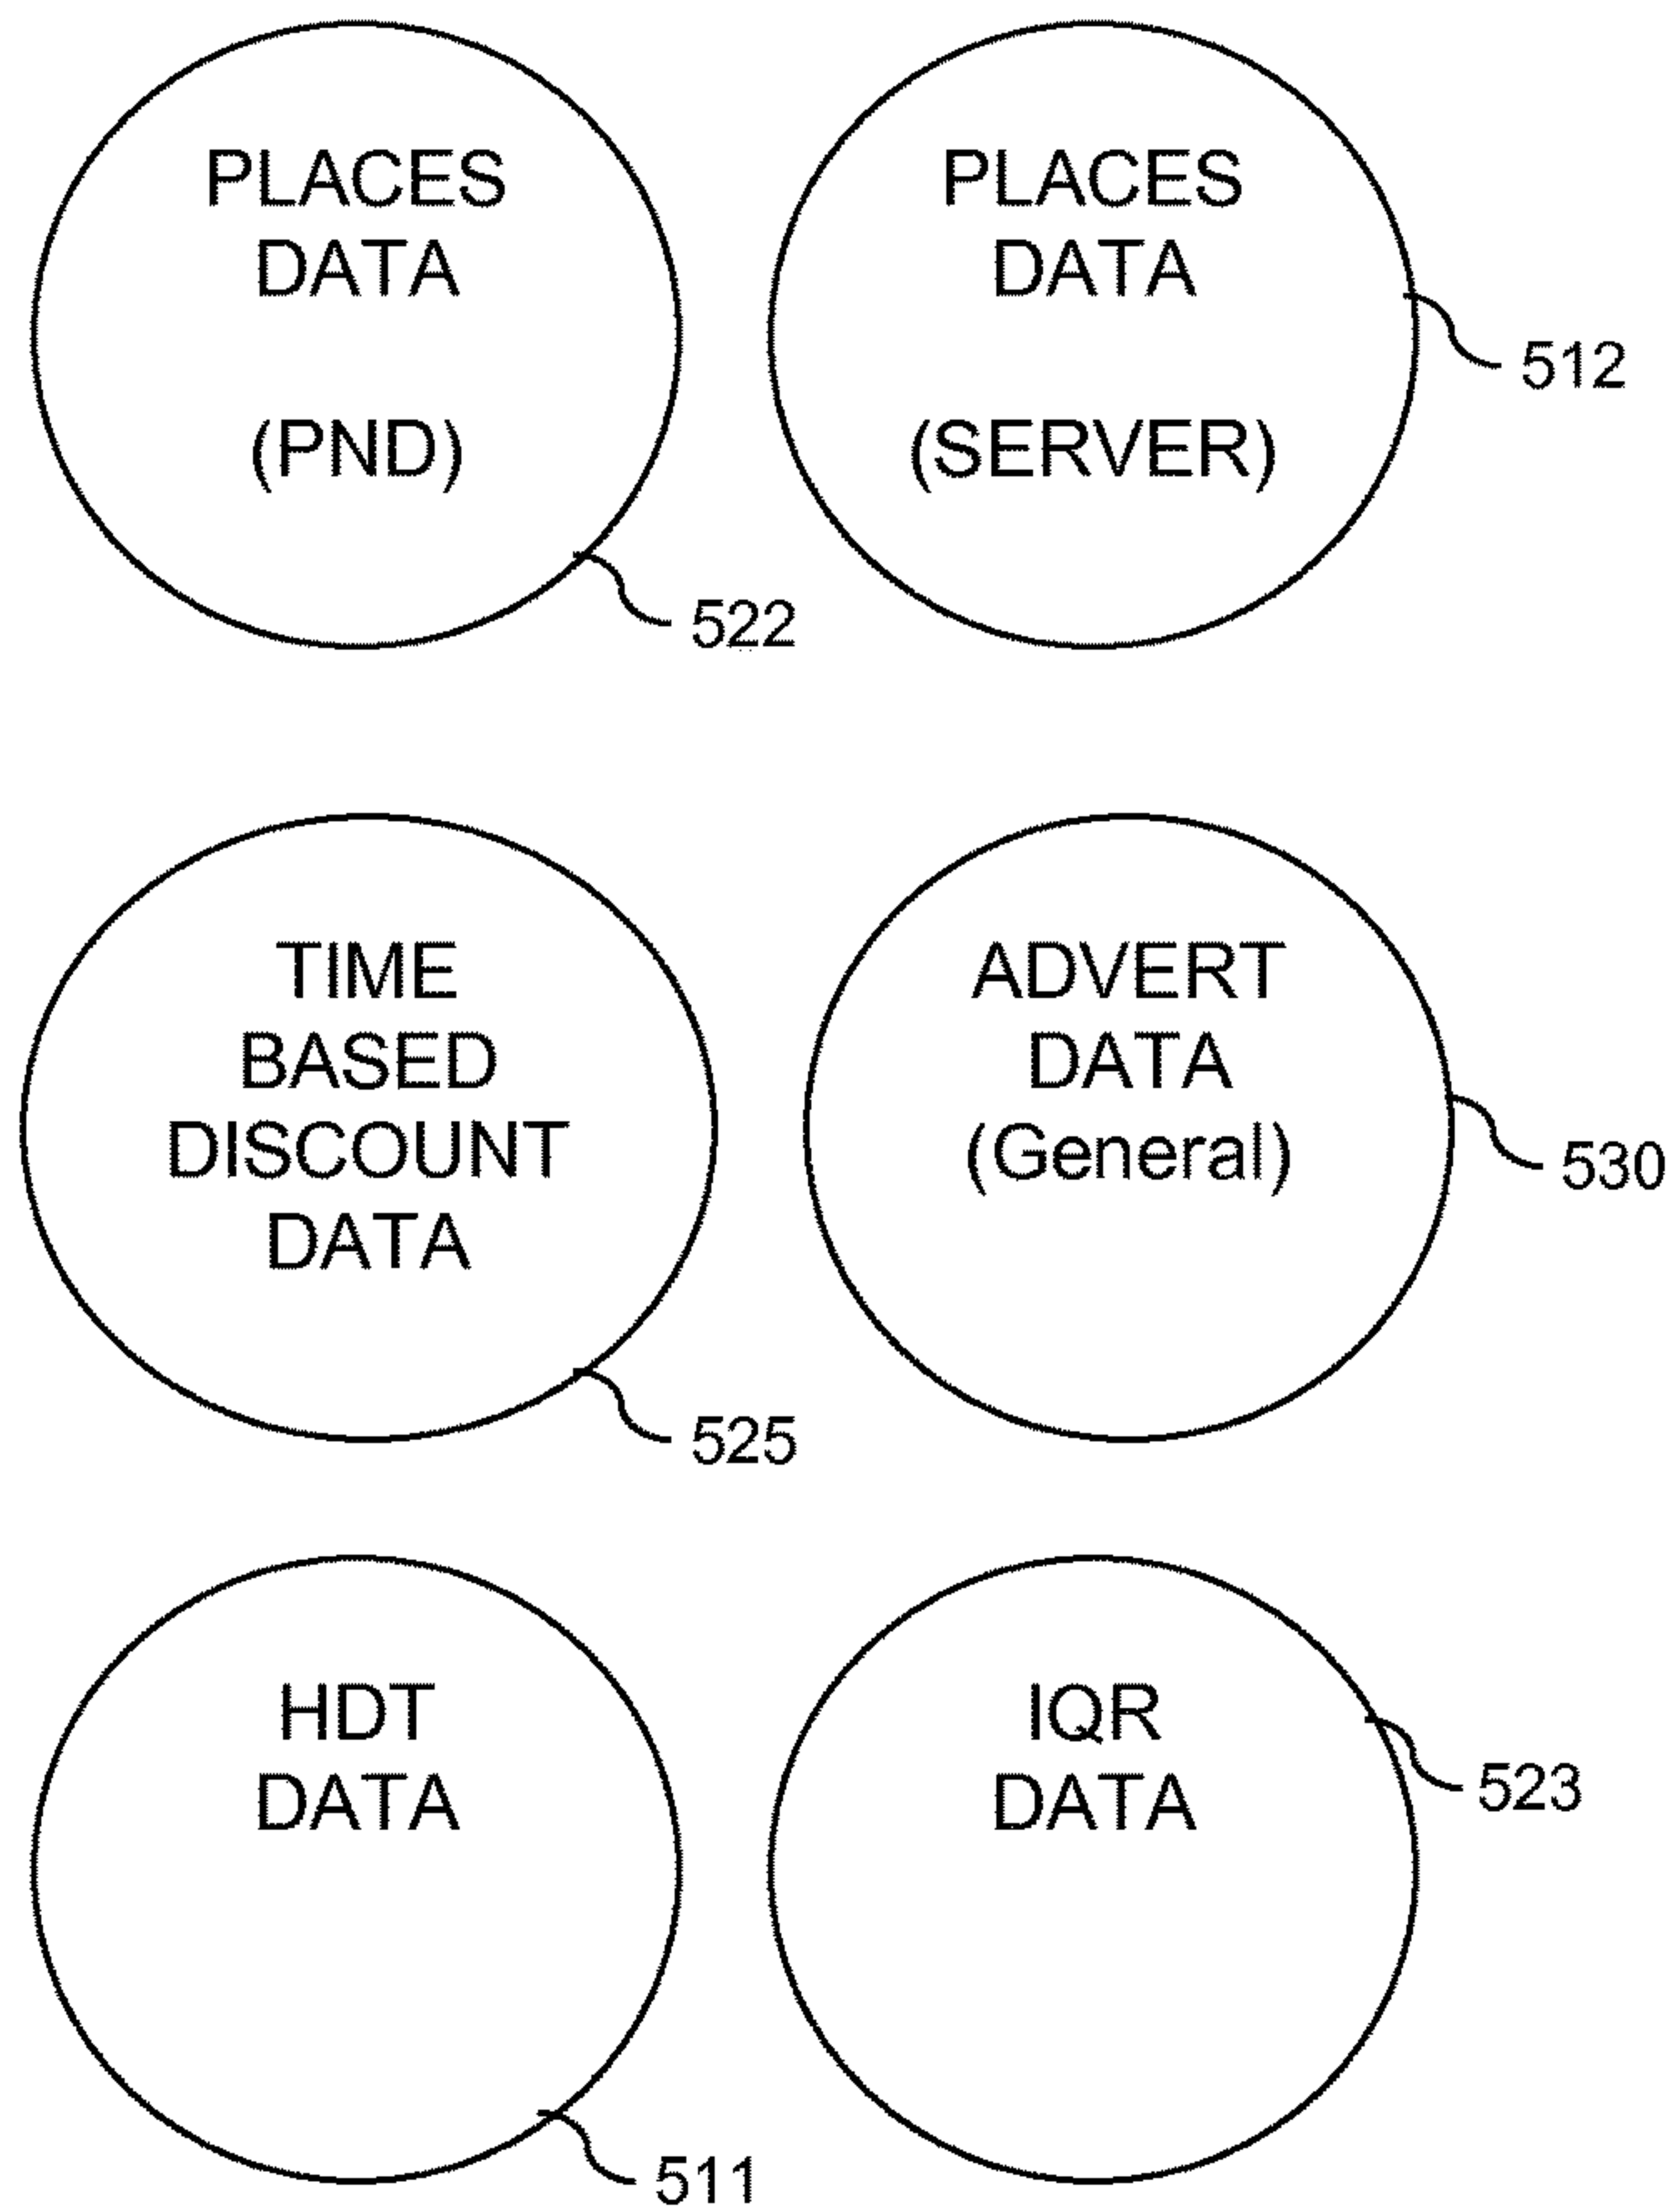 PLACES
DATA
(PND)
522
PLACES
DATA
(SERVER)
512
TIME
BASED
DISCOUNT
DATA
525
ADVERT
DATA
(General)
530
HDT
DATA
511
IQR
DATA
523